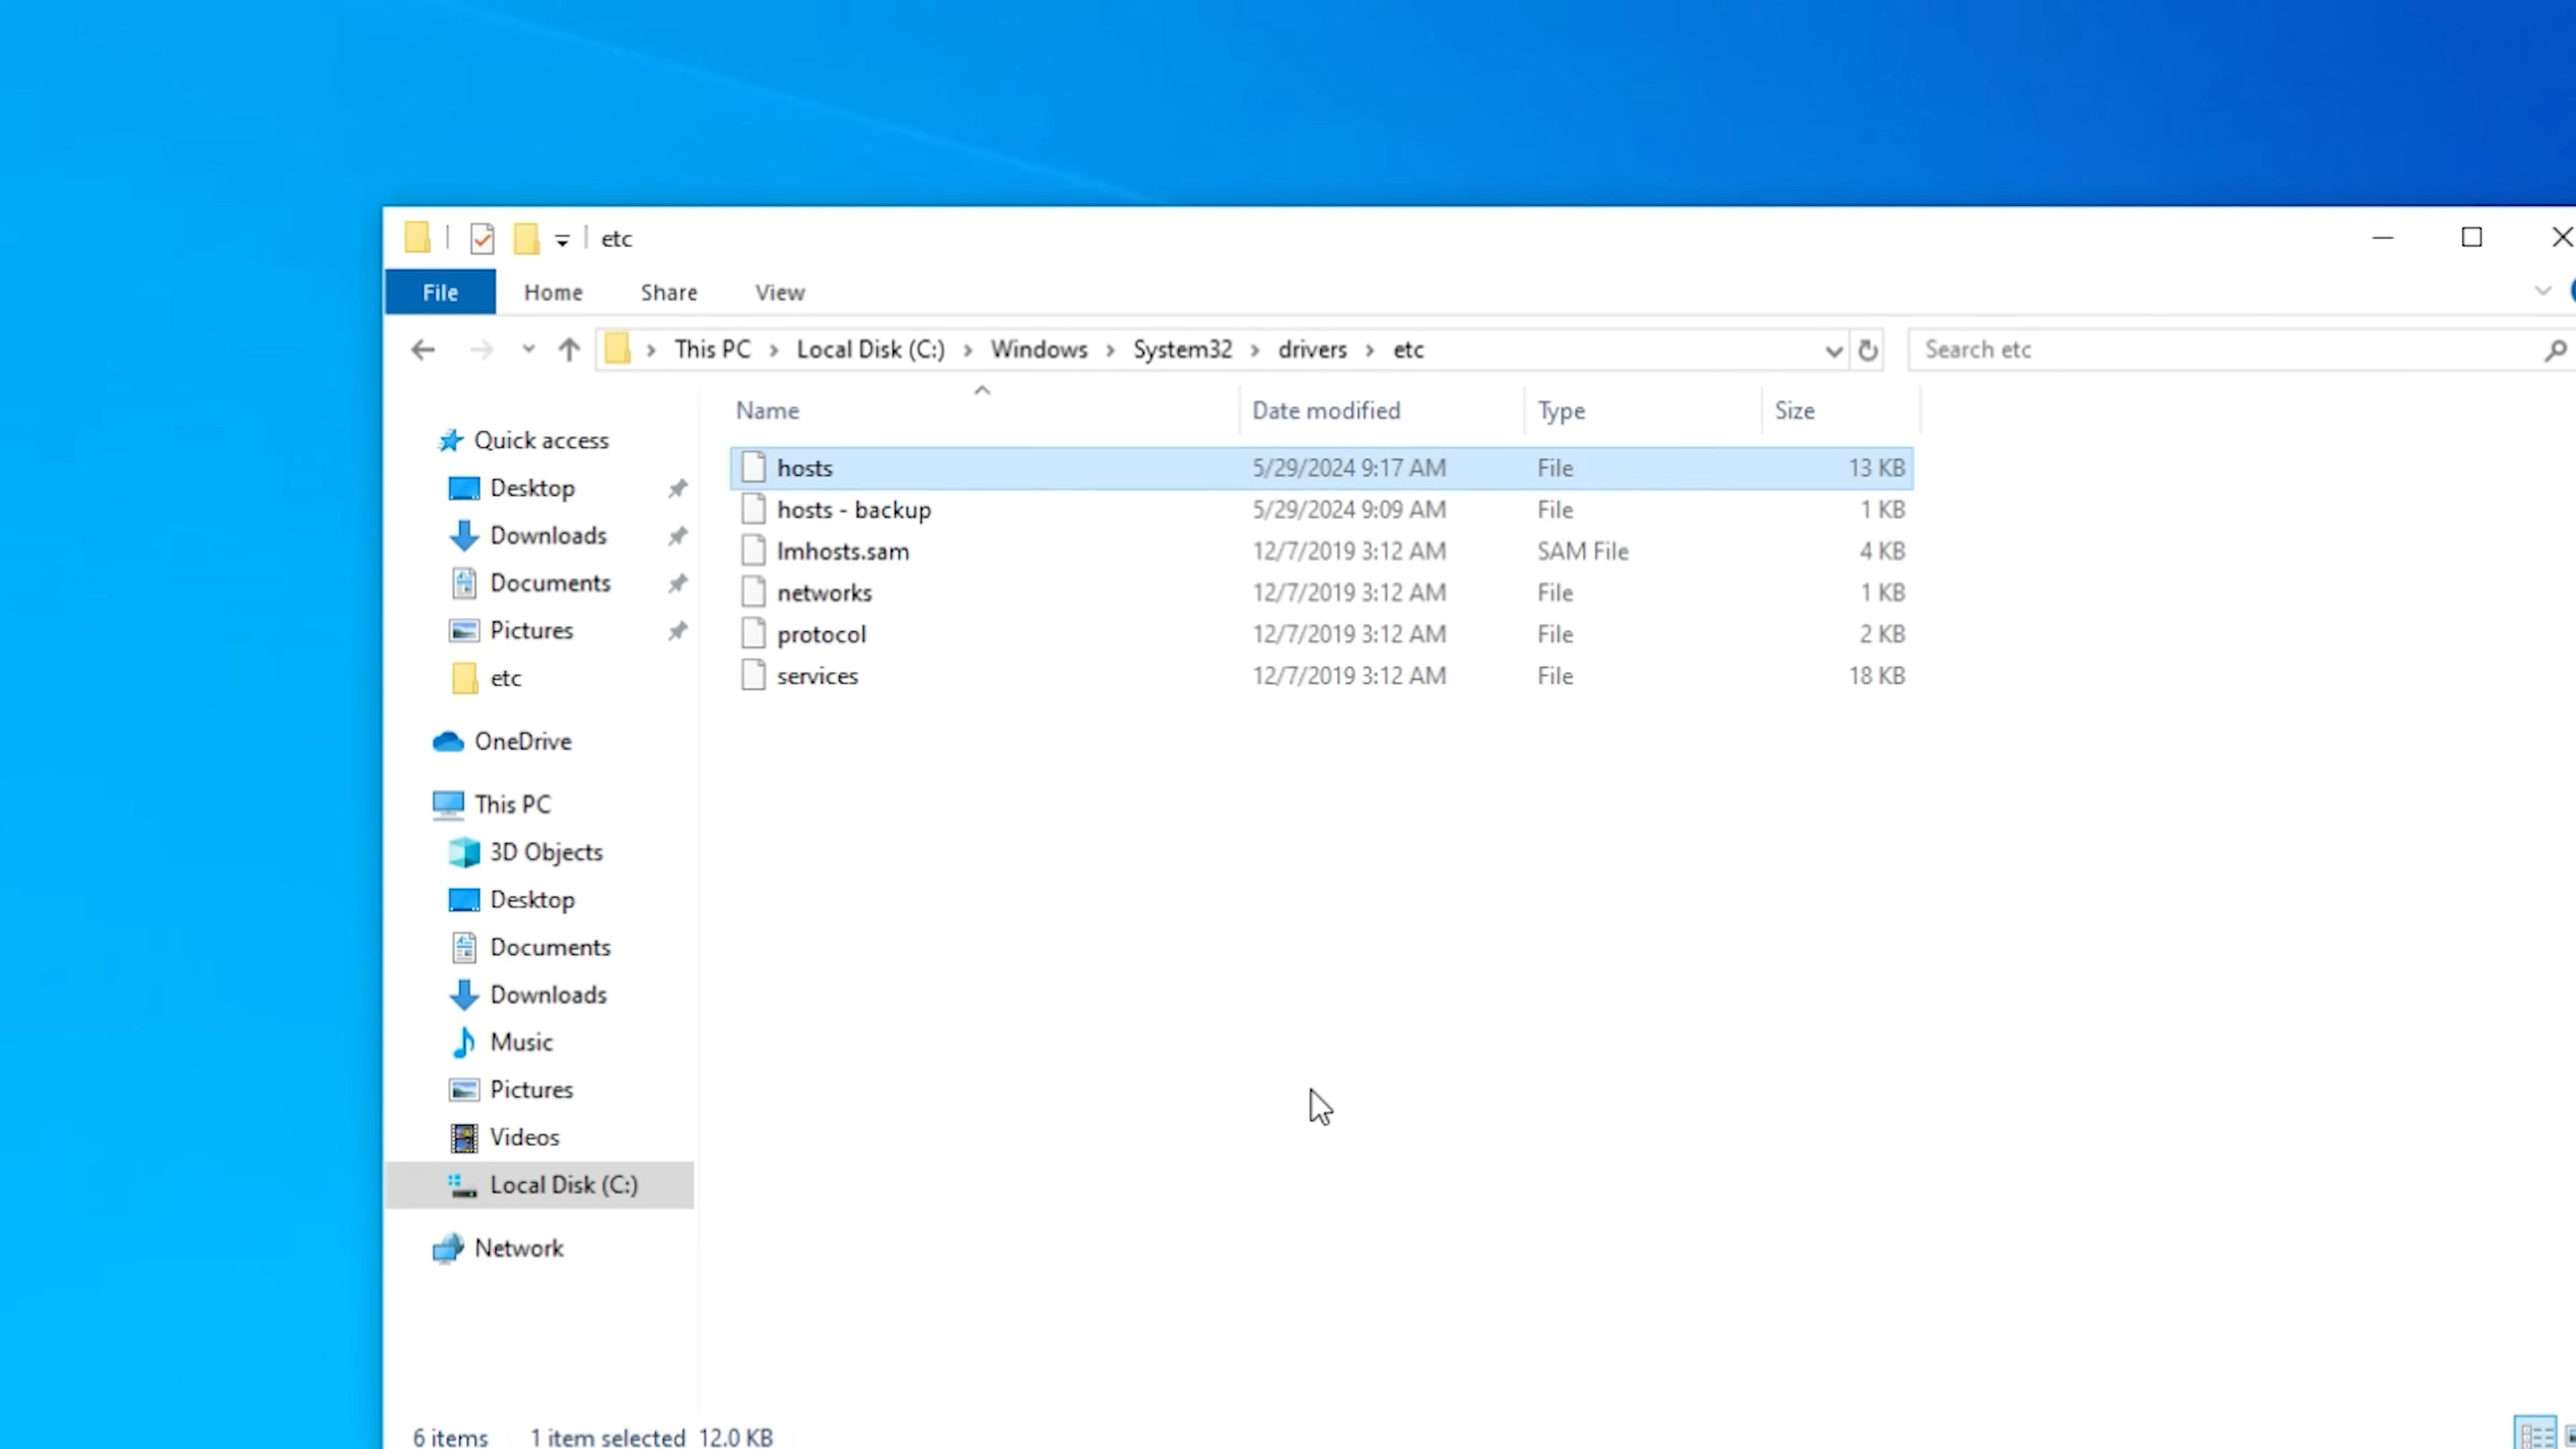 etc
File Home Share View
This PC Local Disk (C:) Windows System32 drivers etc Search etc
Name Date modified Type Size
Quick access
Desktop
Downloads
Documents
Pictures
etc
OneDrive
This PC
3D Objects
Desktop
Documents
Downloads
Music
Pictures
Videos
Local Disk (C:)
Network
hosts 5/29/2024 9:17 AM File 13 KB
hosts - backup 5/29/2024 9:09 AM File 1 KB
lmhosts.sam 12/7/2019 3:12 AM SAM File 4 KB
networks 12/7/2019 3:12 AM File 1 KB
protocol 12/7/2019 3:12 AM File 2 KB
services 12/7/2019 3:12 AM File 18 KB
6 items 1 item selected 12.0 KB